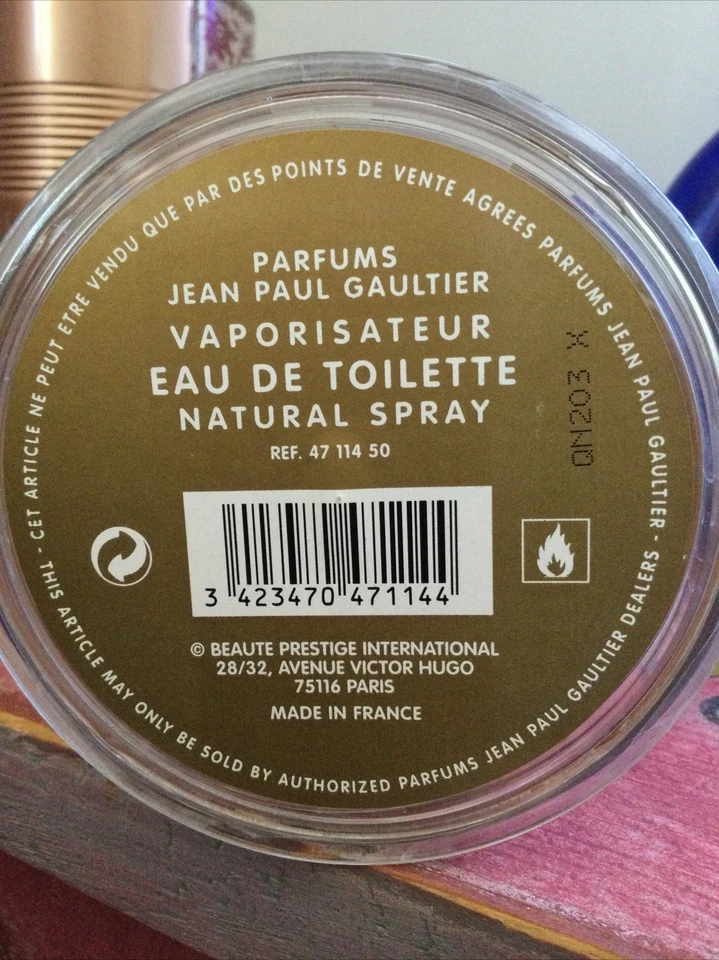 - CET ARTICLE NE PEUT ETRE VENDU QUE PAR DES POINTS DE VENTE AGREES PARFUMS JEAN PAUL GAULTIER -
PARFUMS
JEAN PAUL GAULTIER
VAPORISATEUR
EAU DE TOILETTE
NATURAL SPRAY
REF. 47 114 50
QN203 X
3 423470 471144
© BEAUTE PRESTIGE INTERNATIONAL
28/32, AVENUE VICTOR HUGO
75116 PARIS
MADE IN FRANCE
THIS ARTICLE MAY ONLY BE SOLD BY AUTHORIZED PARFUMS JEAN PAUL GAULTIER DEALERS